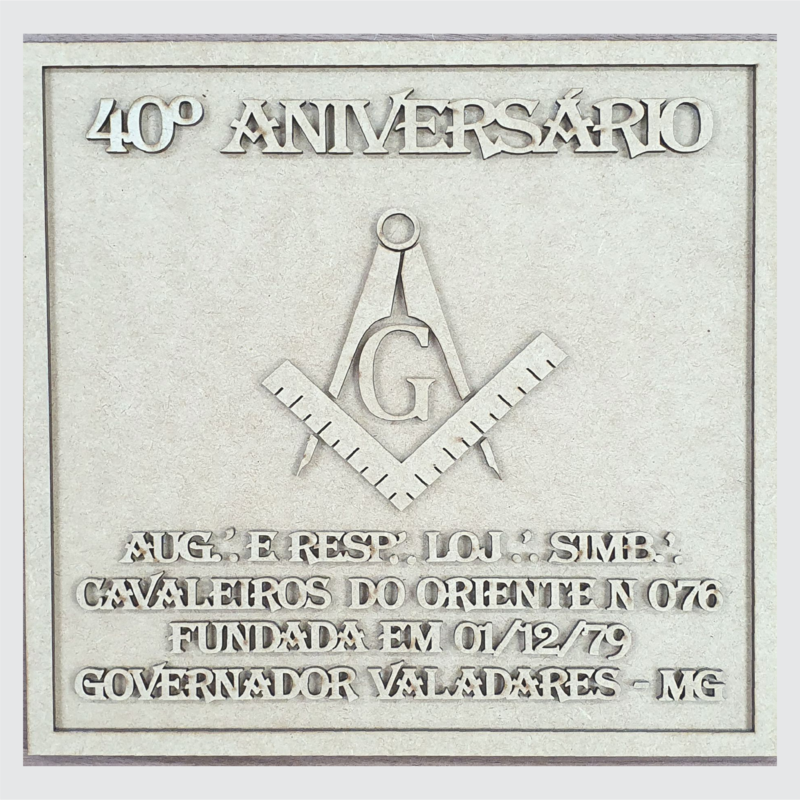 40º ANIVERSÁRIO
G
AUG.∴ E RESP.∴ LOJ.∴ SIMB.∴
CAVALEIROS DO ORIENTE N 076
FUNDADA EM 01/12/79
GOVERNADOR VALADARES - MG